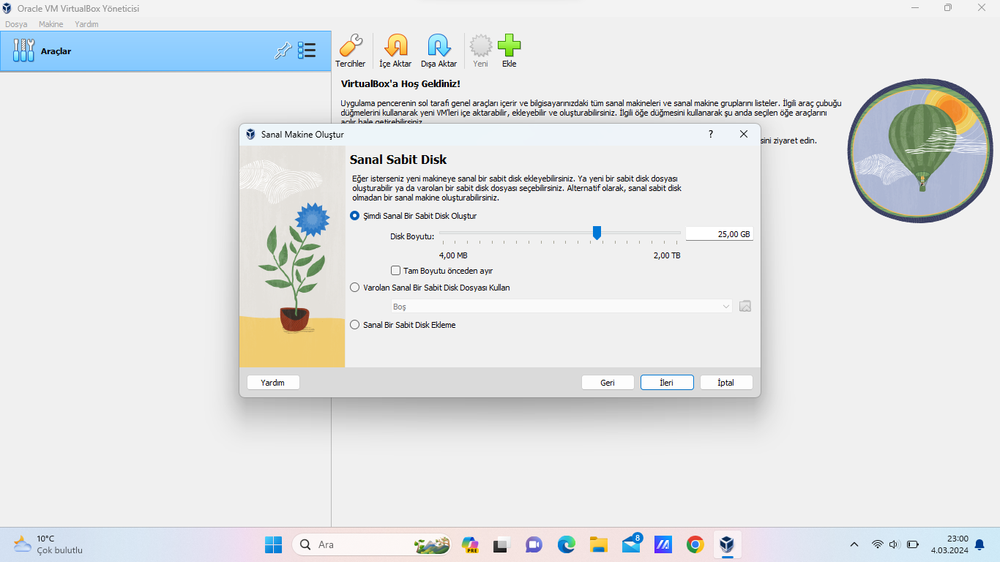 Oracle VM VirtualBox Yöneticisi
Dosya Makine Yardım
Araçlar
Tercihler İçe Aktar Dışa Aktar Yeni Ekle
VirtualBox'a Hoş Geldiniz!
Uygulama pencerenin sol tarafı genel araçları içerir ve bilgisayarınızdaki tüm sanal makineleri ve sanal makine gruplarını listeler. İlgili araç çubuğu
düğmelerini kullanarak yeni VM'leri içe aktarabilir, ekleyebilir ve oluşturabilirsiniz. İlgili öğe düğmesini kullanarak şu anda seçilen öğe araçlarını
açılır hale getirebilirsiniz.
sini ziyaret edin.
Sanal Makine Oluştur
?
Sanal Sabit Disk
Eğer isterseniz yeni makineye sanal bir sabit disk ekleyebilirsiniz. Ya yeni bir sabit disk dosyası
oluşturabilir ya da varolan bir sabit disk dosyası seçebilirsiniz. Alternatif olarak, sanal sabit disk
olmadan bir sanal makine oluşturabilirsiniz.
Şimdi Sanal Bir Sabit Disk Oluştur
Disk Boyutu: 25,00 GB
4,00 MB 2,00 TB
Tam Boyutu önceden ayır
Varolan Sanal Bir Sabit Disk Dosyası Kullan
Boş
Sanal Bir Sabit Disk Ekleme
Yardım Geri İleri İptal
10°C
Çok bulutlu
Ara
PRE
8
23:00
4.03.2024